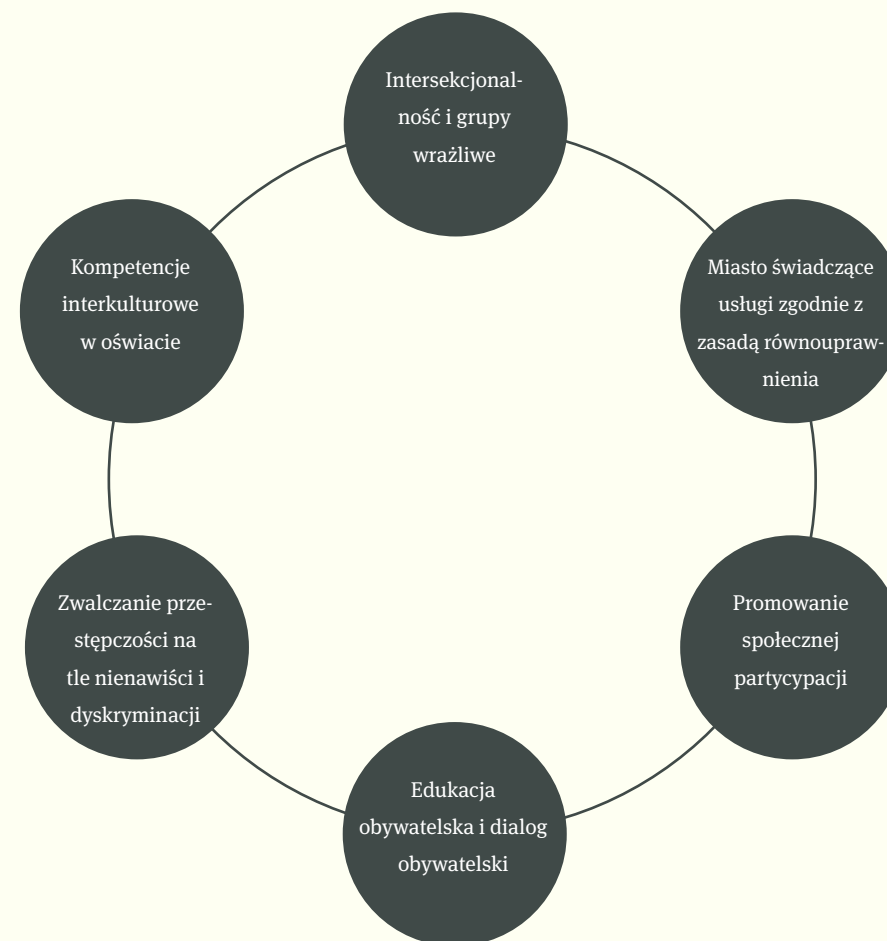 Intersekcjonal-
ność i grupy
wrażliwe
Miasto świadczące
usługi zgodnie z
zasadą równoupraw-
nienia
Promowanie
społecznej
partycypacji
Edukacja
obywatelska i dialog
obywatelski
Zwalczanie prze-
stępczości na
tle nienawiści i
dyskryminacji
Kompetencje
interkulturowe
w oświacie